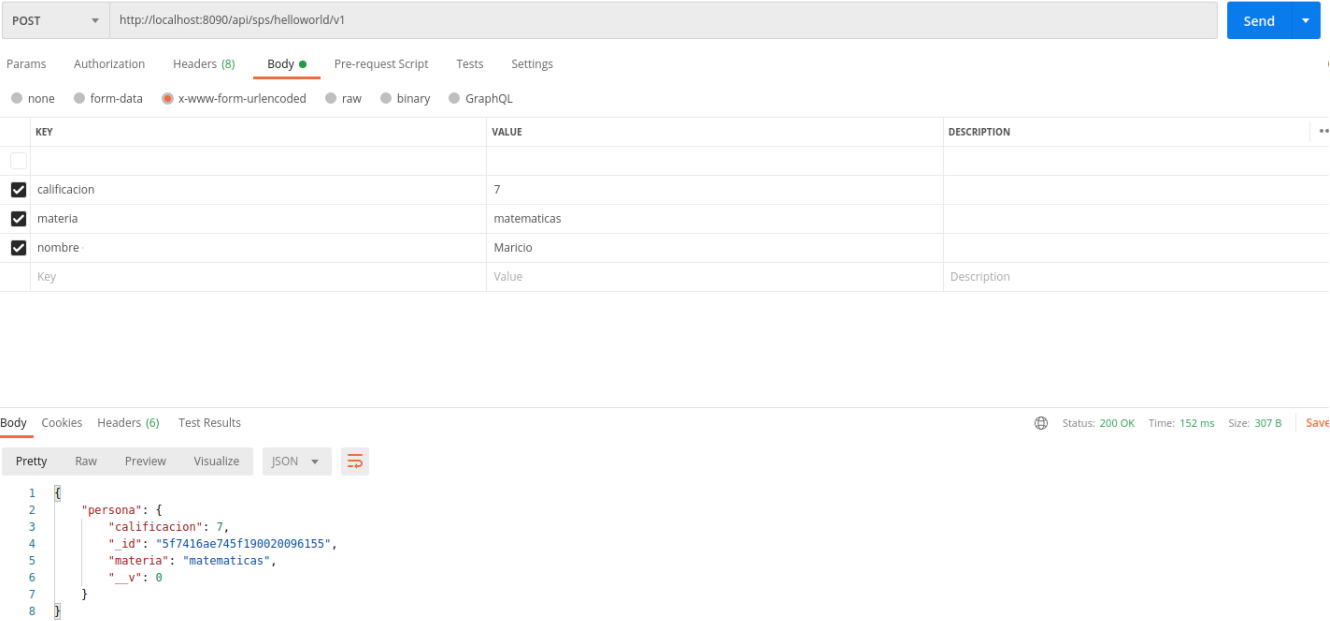 POST http://localhost:8090/api/sps/helloworld/v1 Send
Params Authorization Headers (8) Body Pre-request Script Tests Settings
none form-data x-www-form-urlencoded raw binary GraphQL
KEY VALUE DESCRIPTION
calificacion 7
materia matematicas
nombre Maricio
Key Value Description
Body Cookies Headers (6) Test Results Status: 200 OK Time: 152 ms Size: 307 B Save
Pretty Raw Preview Visualize JSON
1 {
2 "persona": {
3 "calificacion": 7,
4 "_id": "5f7416ae745f190020096155",
5 "materia": "matematicas",
6 "__v": 0
7 }
8 }